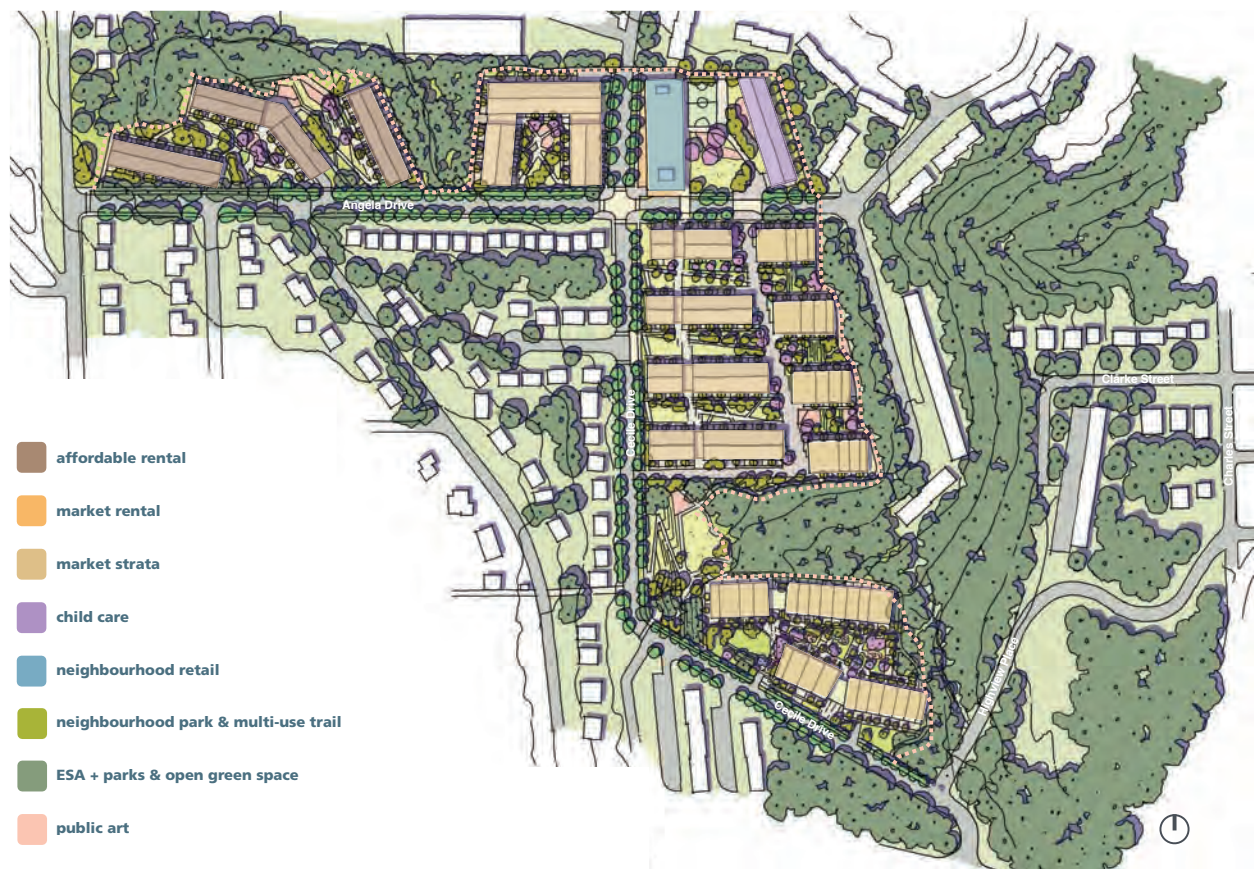 Angela Drive
Clarke Street
Charles Street
Cecile Drive
Highview Place
Cecile Drive
affordable rental
market rental
market strata
child care
neighbourhood retail
neighbourhood park & multi-use trail
ESA + parks & open green space
public art